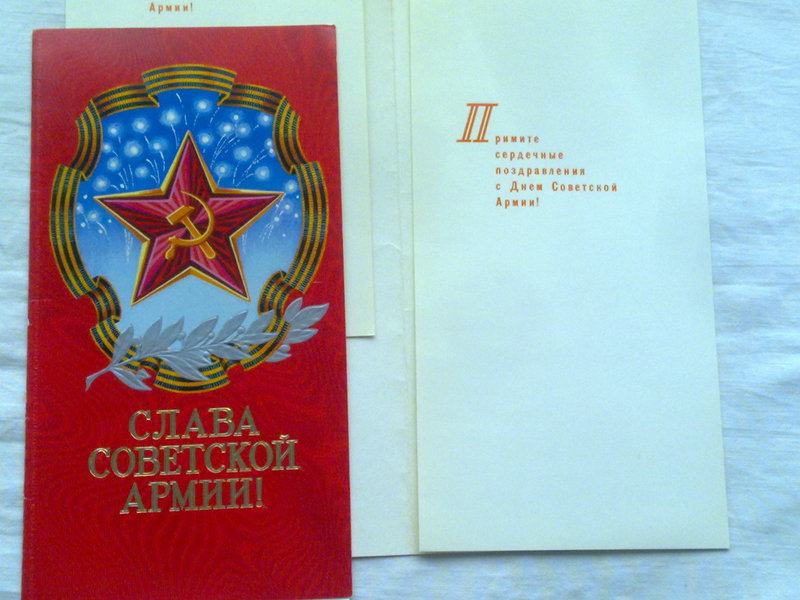 Армии!
СЛАВА
СОВЕТСКОЙ
АРМИИ!
Примите
сердечные
поздравления
с Днем Советской
Армии!